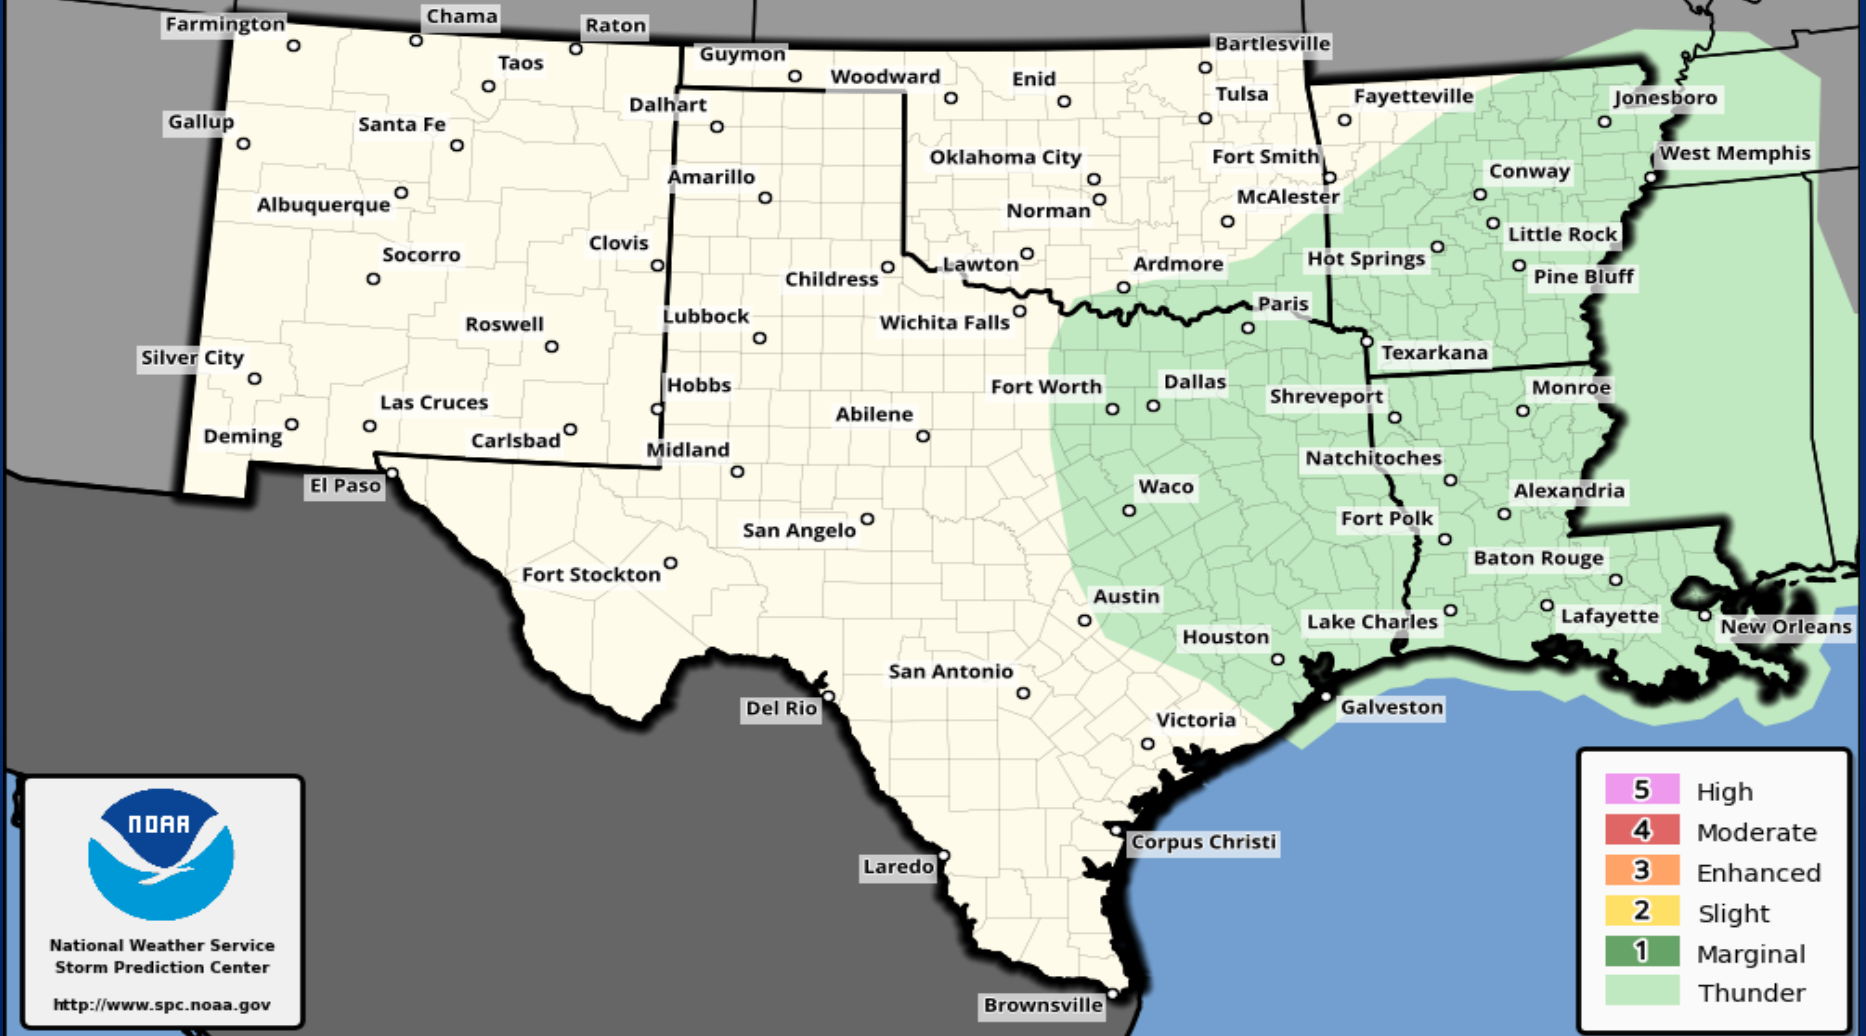 Farmington
Chama
Raton
Guymon
Bartlesville
Taos
Woodward
Enid
Tulsa
Fayetteville
Jonesboro
Dalhart
Gallup
Santa Fe
Oklahoma City
Fort Smith
West Memphis
Conway
Amarillo
McAlester
Albuquerque
Norman
Little Rock
Clovis
Socorro
Childress
Lawton
Ardmore
Hot Springs
Pine Bluff
Paris
Roswell
Lubbock
Wichita Falls
Silver City
Texarkana
Hobbs
Fort Worth
Dallas
Shreveport
Monroe
Las Cruces
Abilene
Deming
Carlsbad
Midland
Natchitoches
El Paso
Waco
Alexandria
San Angelo
Fort Polk
Fort Stockton
Baton Rouge
Austin
Lake Charles
Lafayette
New Orleans
Houston
San Antonio
Del Rio
Victoria
Galveston
Corpus Christi
Laredo
Brownsville
NOAA
National Weather Service
Storm Prediction Center
http://www.spc.noaa.gov
5 High
4 Moderate
3 Enhanced
2 Slight
1 Marginal
Thunder